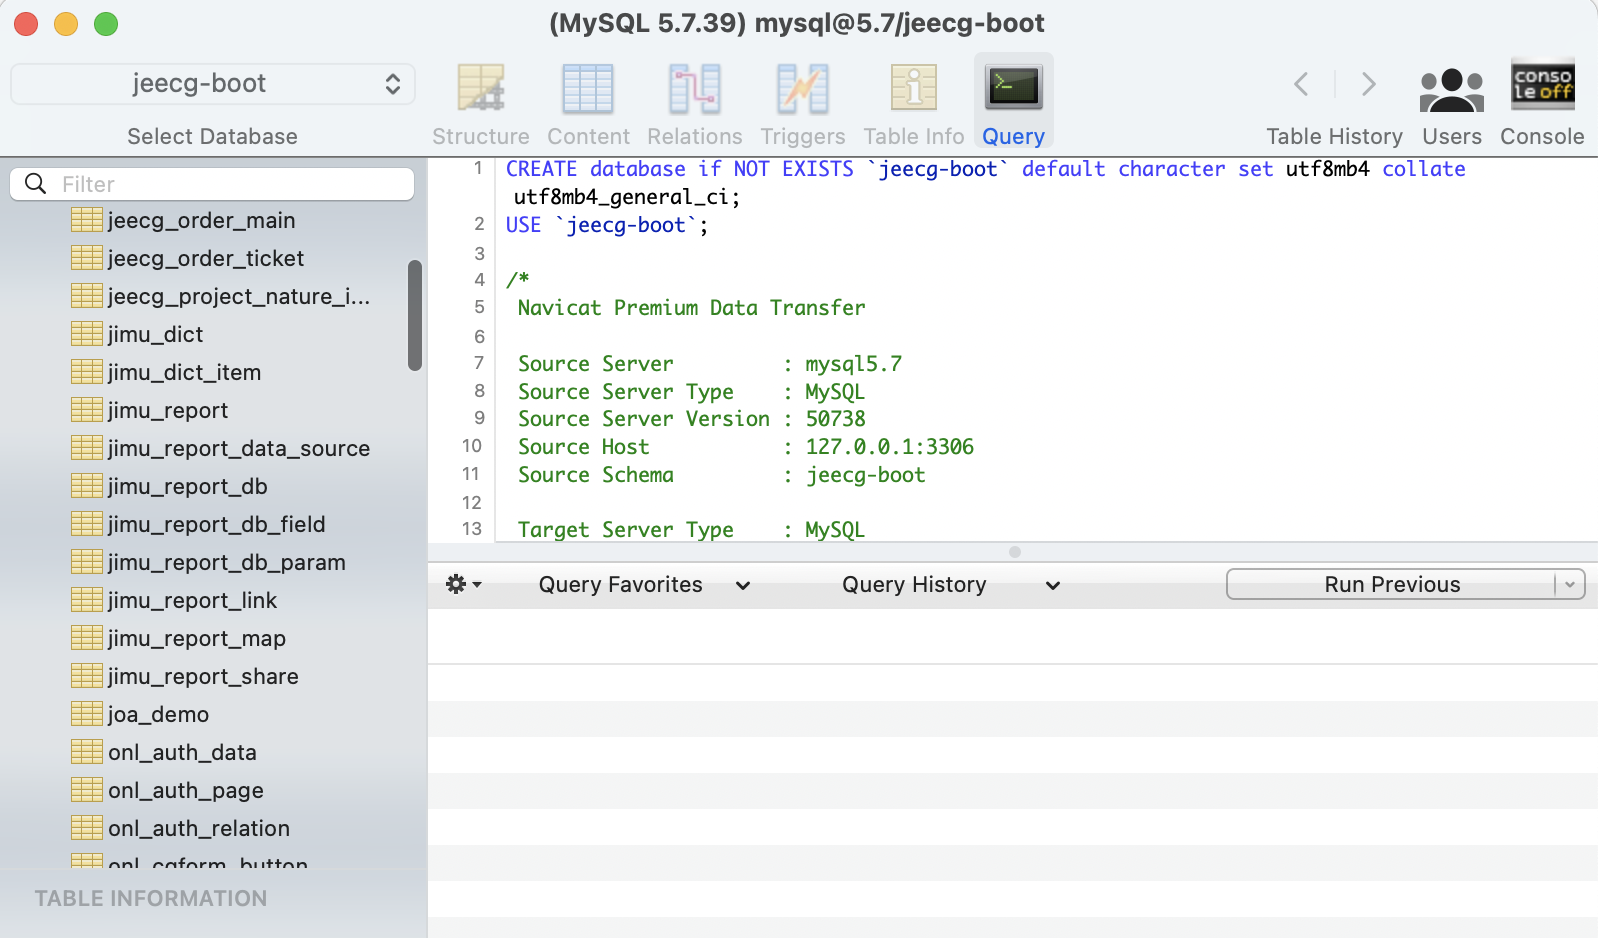 (MySQL 5.7.39) mysql@5.7/jeecg-boot
jeecg-boot
Select Database
Structure
Content
Relations
Triggers
Table Info
Query
Table History
Users
conso
le off
Console
Filter
jeecg_order_main
jeecg_order_ticket
jeecg_project_nature_i...
jimu_dict
jimu_dict_item
jimu_report
jimu_report_data_source
jimu_report_db
jimu_report_db_field
jimu_report_db_param
jimu_report_link
jimu_report_map
jimu_report_share
joa_demo
onl_auth_data
onl_auth_page
onl_auth_relation
onl_cgform_button
TABLE INFORMATION
1 CREATE database if NOT EXISTS `jeecg-boot` default character set utf8mb4 collate
utf8mb4_general_ci;
2 USE `jeecg-boot`;
3
4 /*
5 Navicat Premium Data Transfer
6
7 Source Server : mysql5.7
8 Source Server Type : MySQL
9 Source Server Version : 50738
10 Source Host : 127.0.0.1:3306
11 Source Schema : jeecg-boot
12
13 Target Server Type : MySQL
Query Favorites
Query History
Run Previous